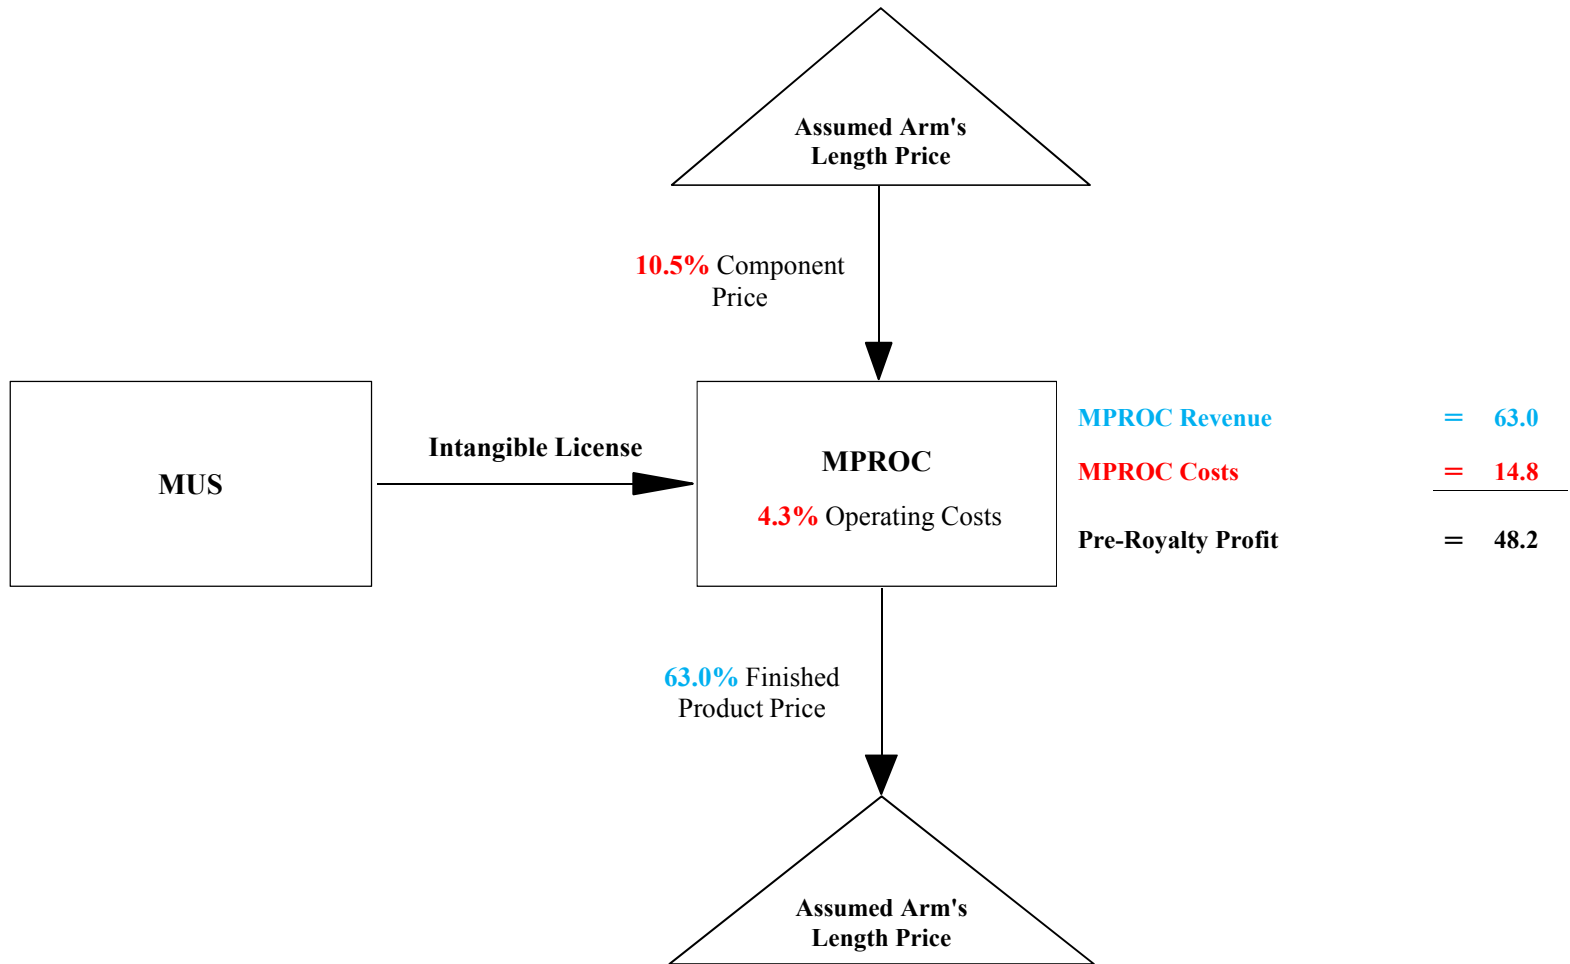 Assumed Arm's
Length Price
10.5% Component
Price
MUS
Intangible License
MPROC
4.3% Operating Costs
MPROC Revenue = 63.0
MPROC Costs = 14.8
Pre-Royalty Profit = 48.2
63.0% Finished
Product Price
Assumed Arm's
Length Price